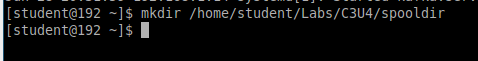 [student@192 ~]$ mkdir /home/student/Labs/C3U4/spooldir
[student@192 ~]$